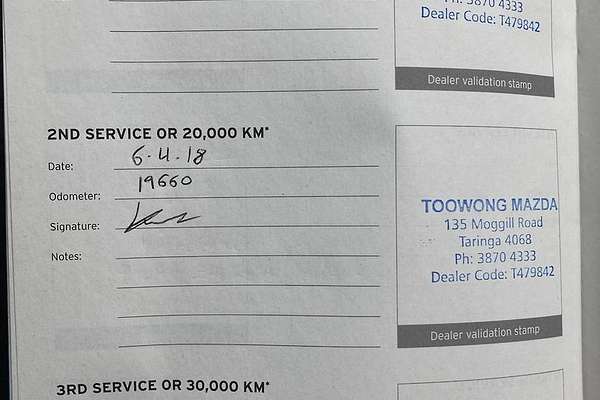 Ph: 3870 4333
Dealer Code: T479842
Dealer validation stamp
2ND SERVICE OR 20,000 KM*
Date: 6.4.18
Odometer: 19660
Signature:
Notes:
TOOWONG MAZDA
135 Moggill Road
Taringa 4068
Ph: 3870 4333
Dealer Code: T479842
Dealer validation stamp
3RD SERVICE OR 30,000 KM*